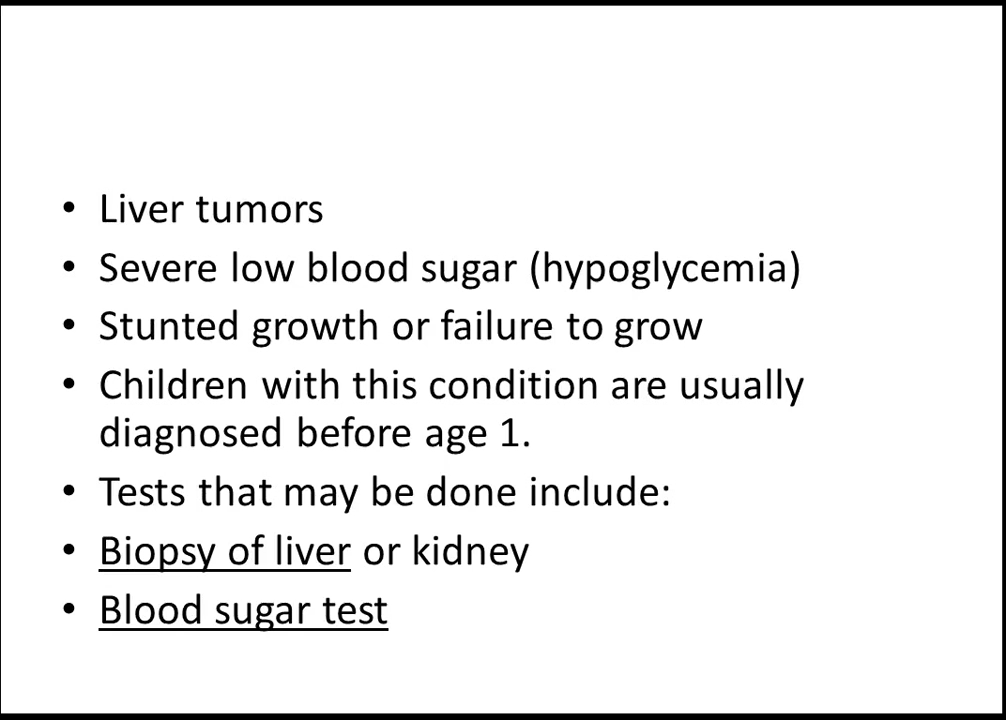 • Liver tumors
• Severe low blood sugar (hypoglycemia)
• Stunted growth or failure to grow
• Children with this condition are usually
diagnosed before age 1.
• Tests that may be done include:
• Biopsy of liver or kidney
• Blood sugar test